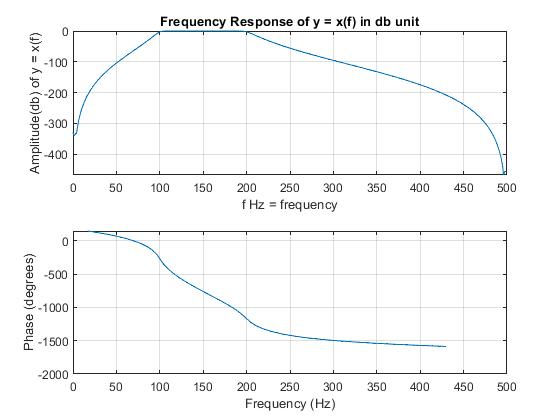 Frequency Response of y = x(f) in db unit
Amplitude(db) of y = x(f)
0
-100
-200
-300
-400
0 50 100 150 200 250 300 350 400 450 500
f Hz = frequency
Phase (degrees)
0
-500
-1000
-1500
-2000
0 50 100 150 200 250 300 350 400 450 500
Frequency (Hz)